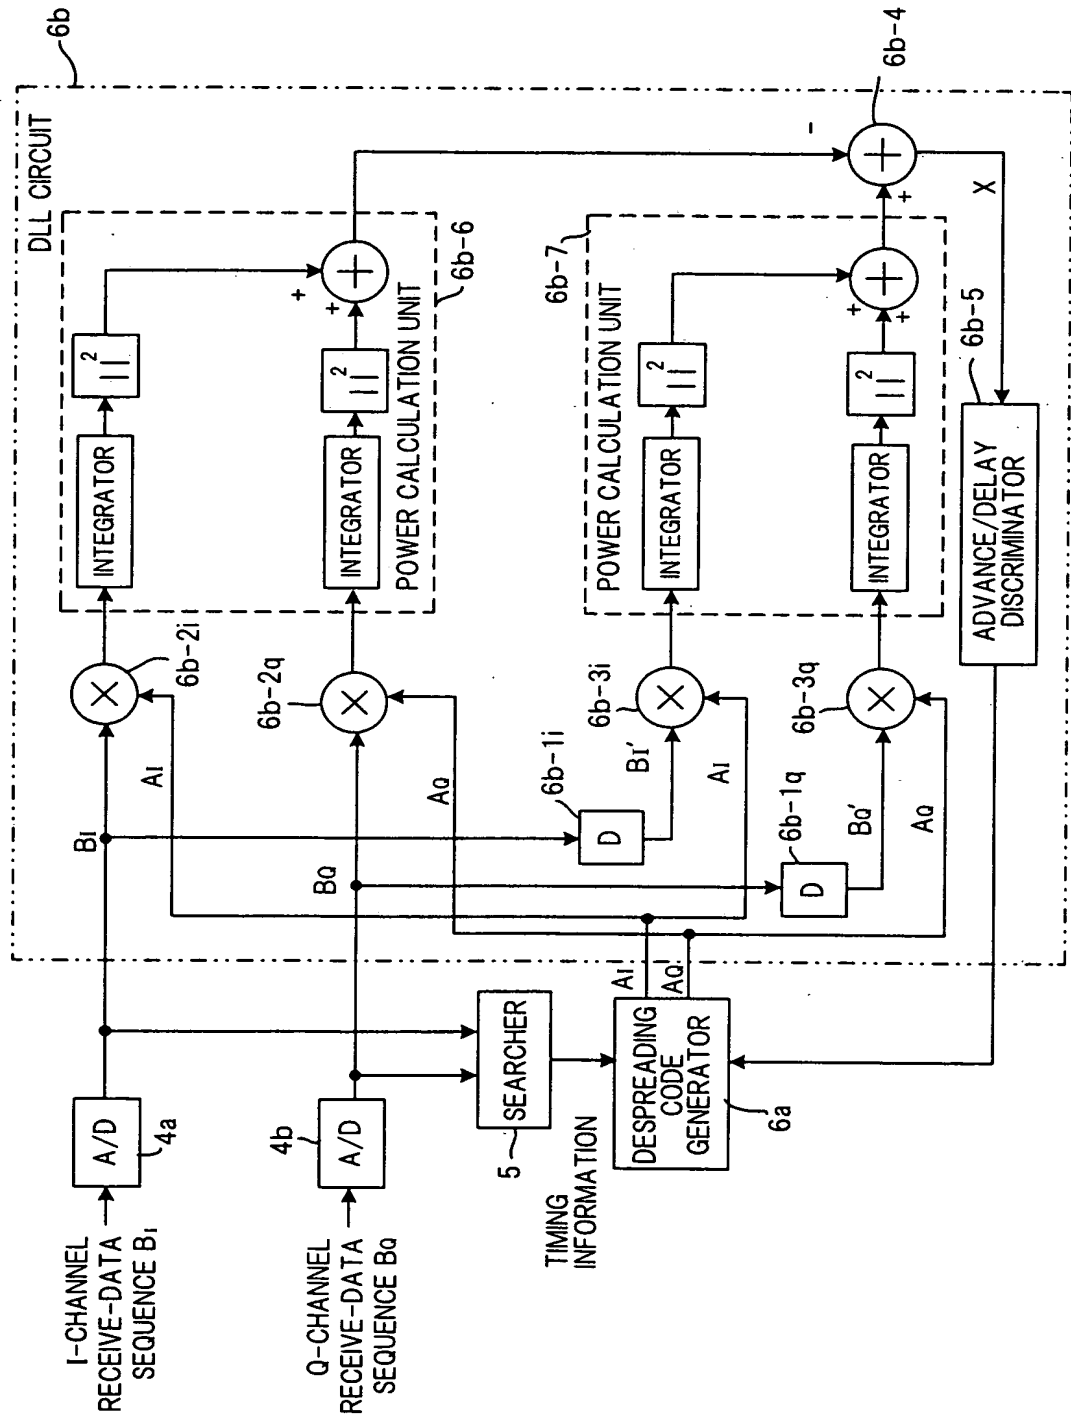 6b
DLL CIRCUIT
I-CHANNEL
RECEIVE-DATA
SEQUENCE BI
A/D
4a
BI
AI
6b-2i
INTEGRATOR
| |²
+
+
+
6b-6
POWER CALCULATION UNIT
Q-CHANNEL
RECEIVE-DATA
SEQUENCE BQ
4b
A/D
BQ
AQ
6b-2q
INTEGRATOR
| |²
-
+
+
6b-4
X
5
SEARCHER
TIMING
INFORMATION
DESPREADING
CODE
GENERATOR
6a
AI
AQ
D
6b-1i
BI'
AI
6b-3i
POWER CALCULATION UNIT
6b-7
INTEGRATOR
| |²
+
+
+
D
6b-1q
BQ'
AQ
6b-3q
INTEGRATOR
| |²
ADVANCE/DELAY
DISCRIMINATOR
6b-5